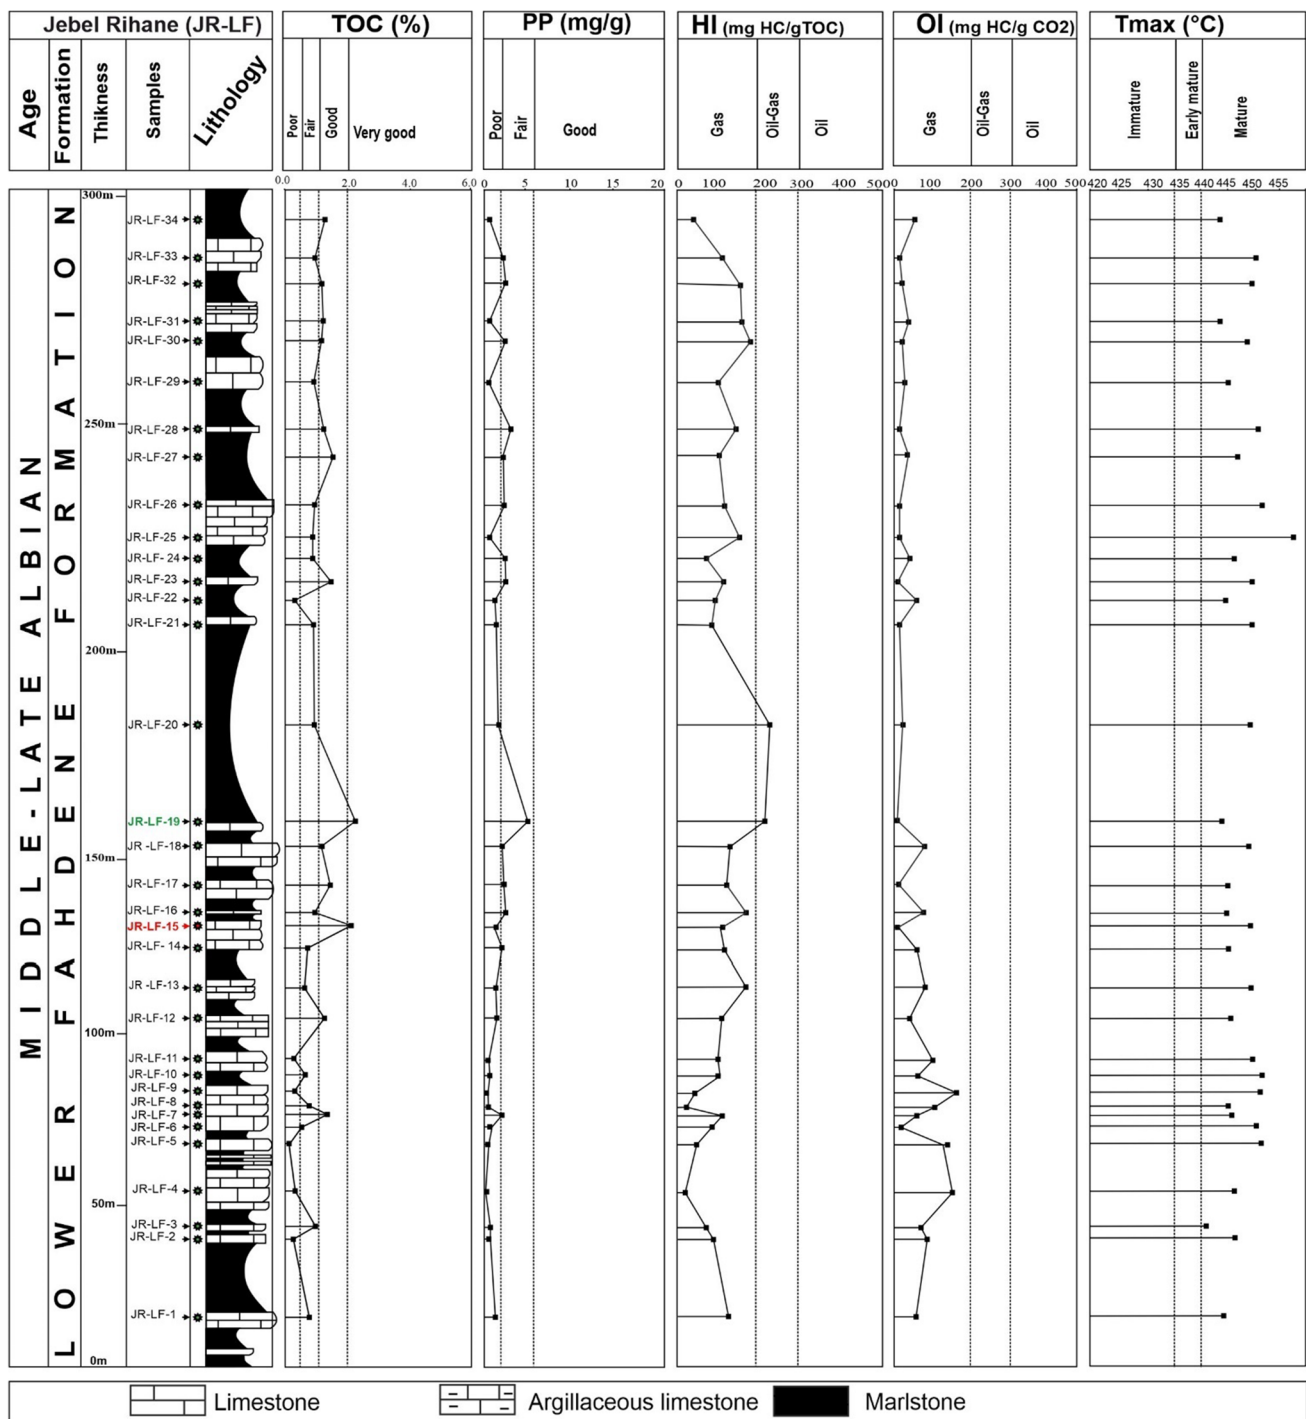 Jebel Rihane (JR-LF)
TOC (%)
PP (mg/g)
HI (mg HC/gTOC)
OI (mg HC/g CO2)
Tmax (°C)
Age
Formation
Thikness
Samples
Lithology
Poor
Fair
Good
Very good
Poor
Fair
Good
Gas
Oil-Gas
Oil
Gas
Oil-Gas
Oil
Immature
Early mature
Mature
0.0 2.0 4.0 6.0
0 5 10 15 20
0 100 200 300 400 500
0 100 200 300 400 500
420 425 430 435 440 445 450 455
MIDDLE-LATE ALBIAN
LOWER FAHDENE FORMATION
300m
JR-LF-34
JR-LF-33
JR-LF-32
JR-LF-31
JR-LF-30
JR-LF-29
250m
JR-LF-28
JR-LF-27
JR-LF-26
JR-LF-25
JR-LF- 24
JR-LF-23
JR-LF-22
JR-LF-21
200m
JR-LF-20
JR-LF-19
JR -LF-18
150m
JR-LF-17
JR-LF-16
JR-LF-15
JR-LF- 14
JR -LF-13
JR-LF-12
100m
JR-LF-11
JR-LF-10
JR-LF-9
JR-LF-8
JR-LF-7
JR-LF-6
JR-LF-5
JR-LF-4
50m
JR-LF-3
JR-LF-2
JR-LF-1
0m
Limestone
Argillaceous limestone
Marlstone